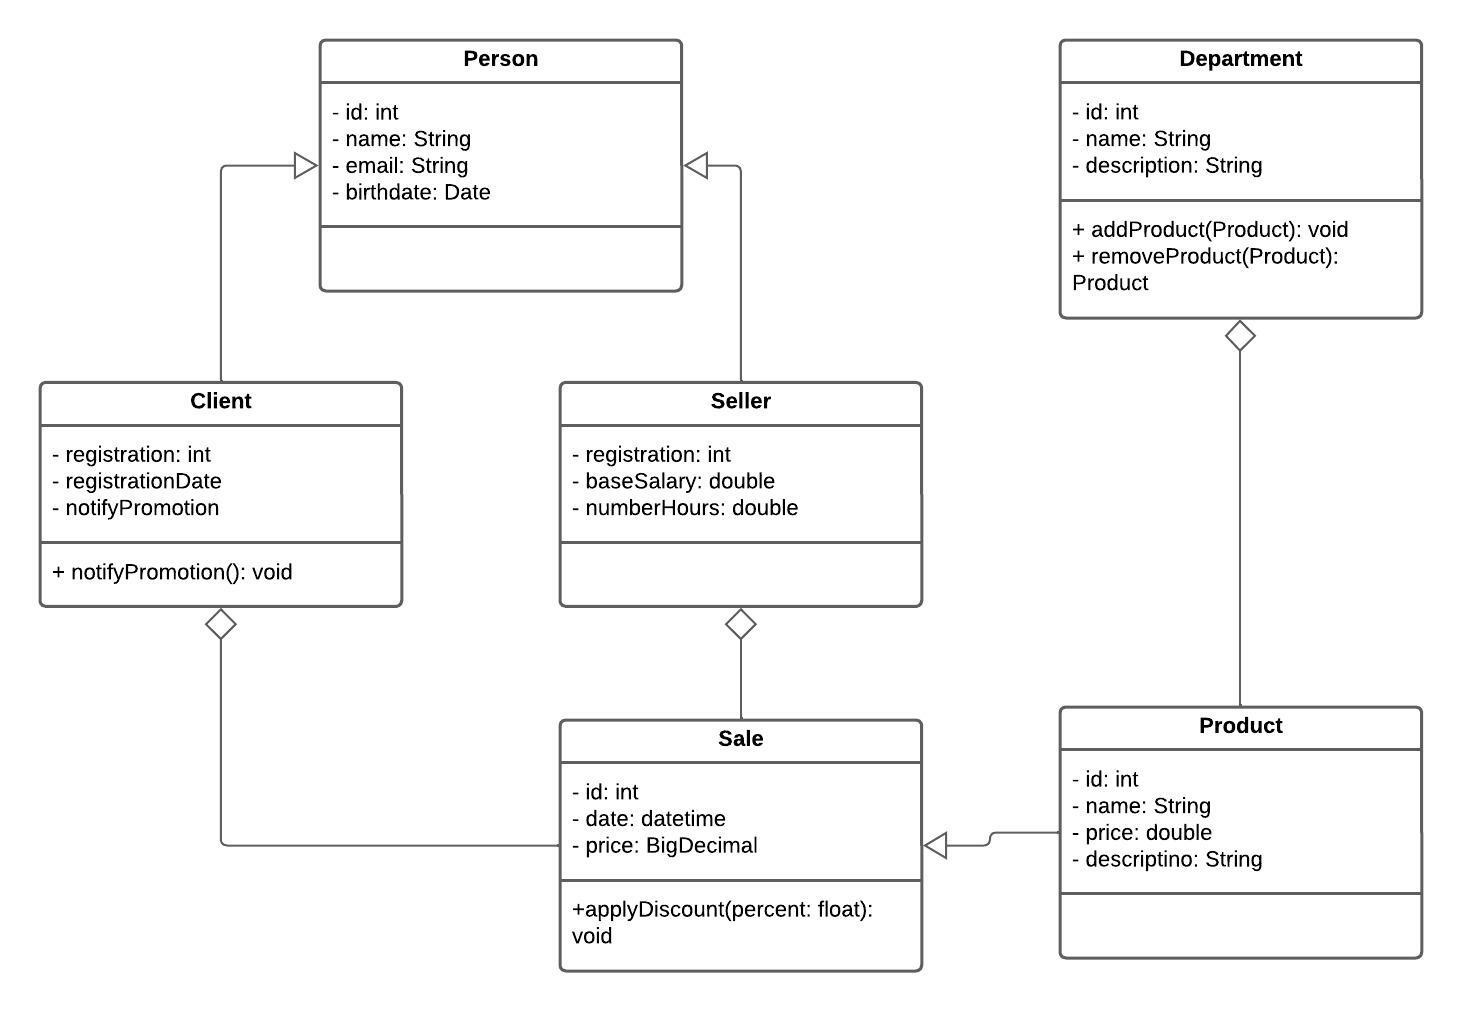 Person
- id: int
- name: String
- email: String
- birthdate: Date
Department
- id: int
- name: String
- description: String
+ addProduct(Product): void
+ removeProduct(Product):
Product
Client
- registration: int
- registrationDate
- notifyPromotion
+ notifyPromotion(): void
Seller
- registration: int
- baseSalary: double
- numberHours: double
Sale
- id: int
- date: datetime
- price: BigDecimal
+applyDiscount(percent: float):
void
Product
- id: int
- name: String
- price: double
- descriptino: String